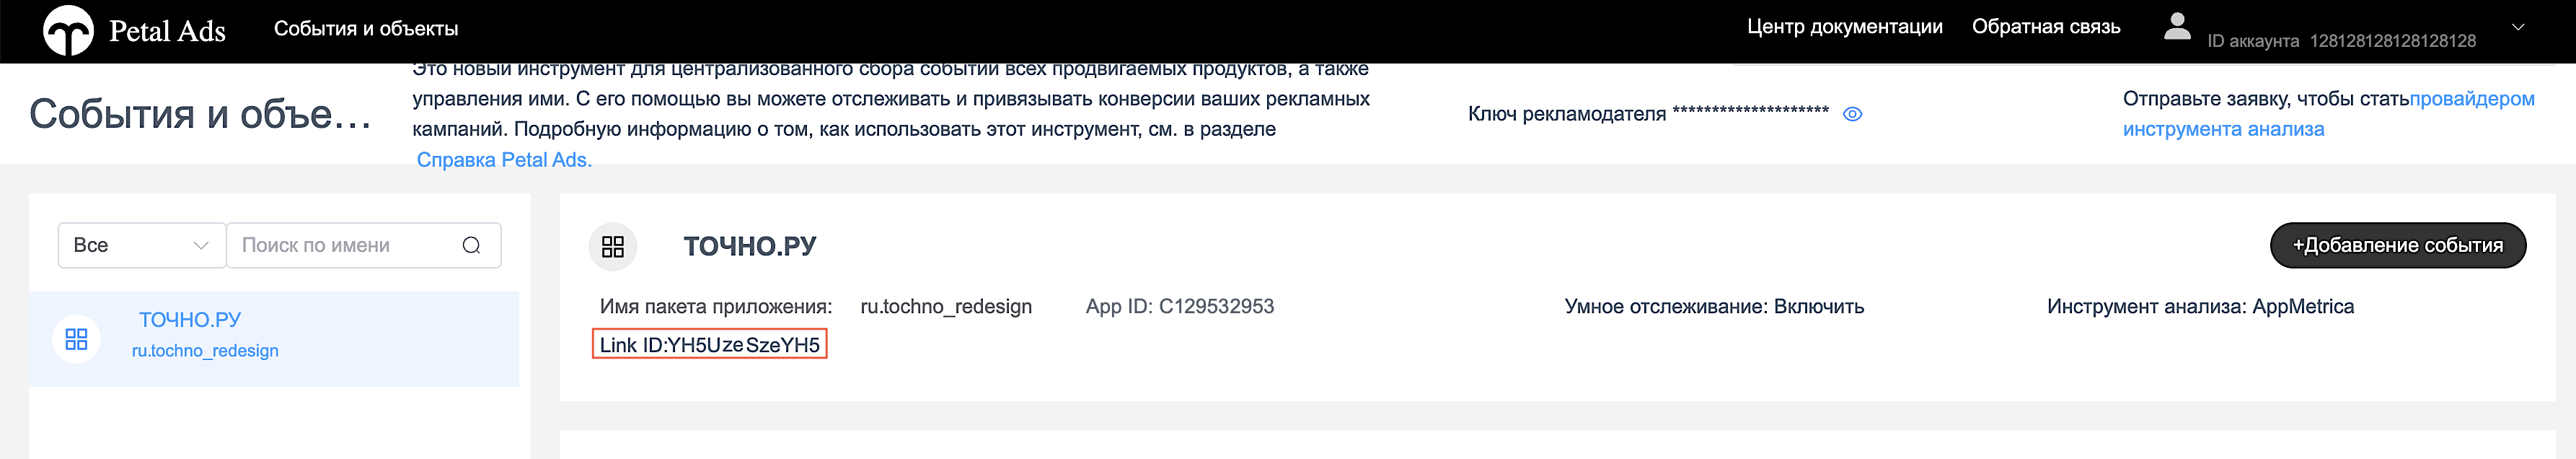 Petal Ads
События и объекты
Центр документации
Обратная связь
ID аккаунта 128128128128128128
События и объе...
Это новый инструмент для централизованного сбора событий всех продвигаемых продуктов, а также
управления ими. С его помощью вы можете отслеживать и привязывать конверсии ваших рекламных
кампаний. Подробную информацию о том, как использовать этот инструмент, см. в разделе
Справка Petal Ads.
Ключ рекламодателя ********************
Отправьте заявку, чтобы статьпровайдером
инструмента анализа
Все
Поиск по имени
ТОЧНО.РУ
ru.tochno_redesign
ТОЧНО.РУ
+Добавление события
Имя пакета приложения: ru.tochno_redesign
App ID: C129532953
Умное отслеживание: Включить
Инструмент анализа: AppMetrica
Link ID:YH5UzeSzeYH5